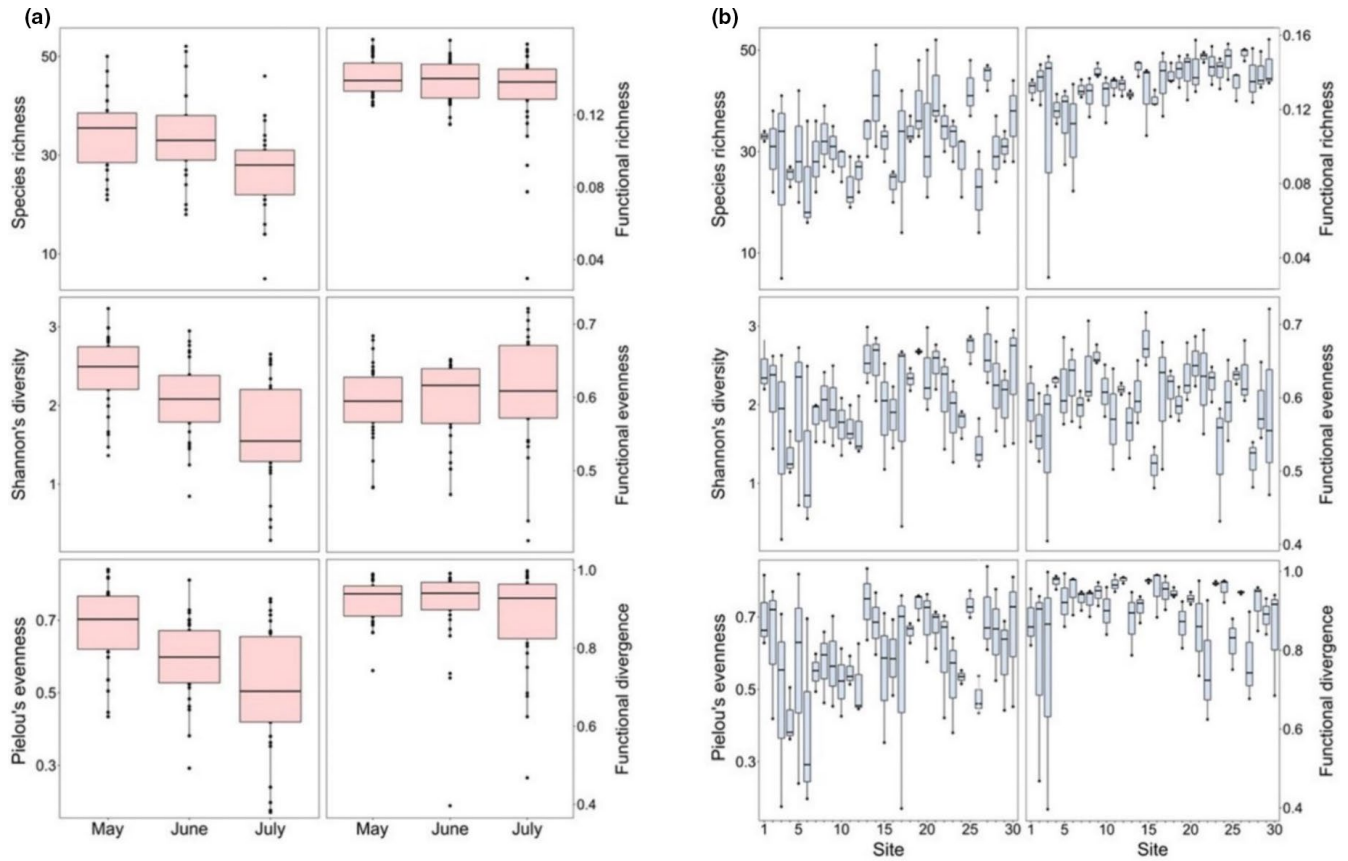 (a)
50
30
10
Species richness
0.12
0.08
0.04
Functional richness
3
2
1
Shannon's diversity
0.7
0.6
0.5
Functional evenness
0.7
0.5
0.3
Pielou's evenness
1.0
0.8
0.6
0.4
Functional divergence
May June July May June July
(b)
50
30
10
Species richness
0.16
0.12
0.08
0.04
Functional richness
3
2
1
Shannon's diversity
0.7
0.6
0.5
0.4
Functional evenness
0.7
0.5
0.3
Pielou's evenness
1.0
0.8
0.6
0.4
Functional divergence
1 5 10 15 20 25 30 1 5 10 15 20 25 30
Site Site